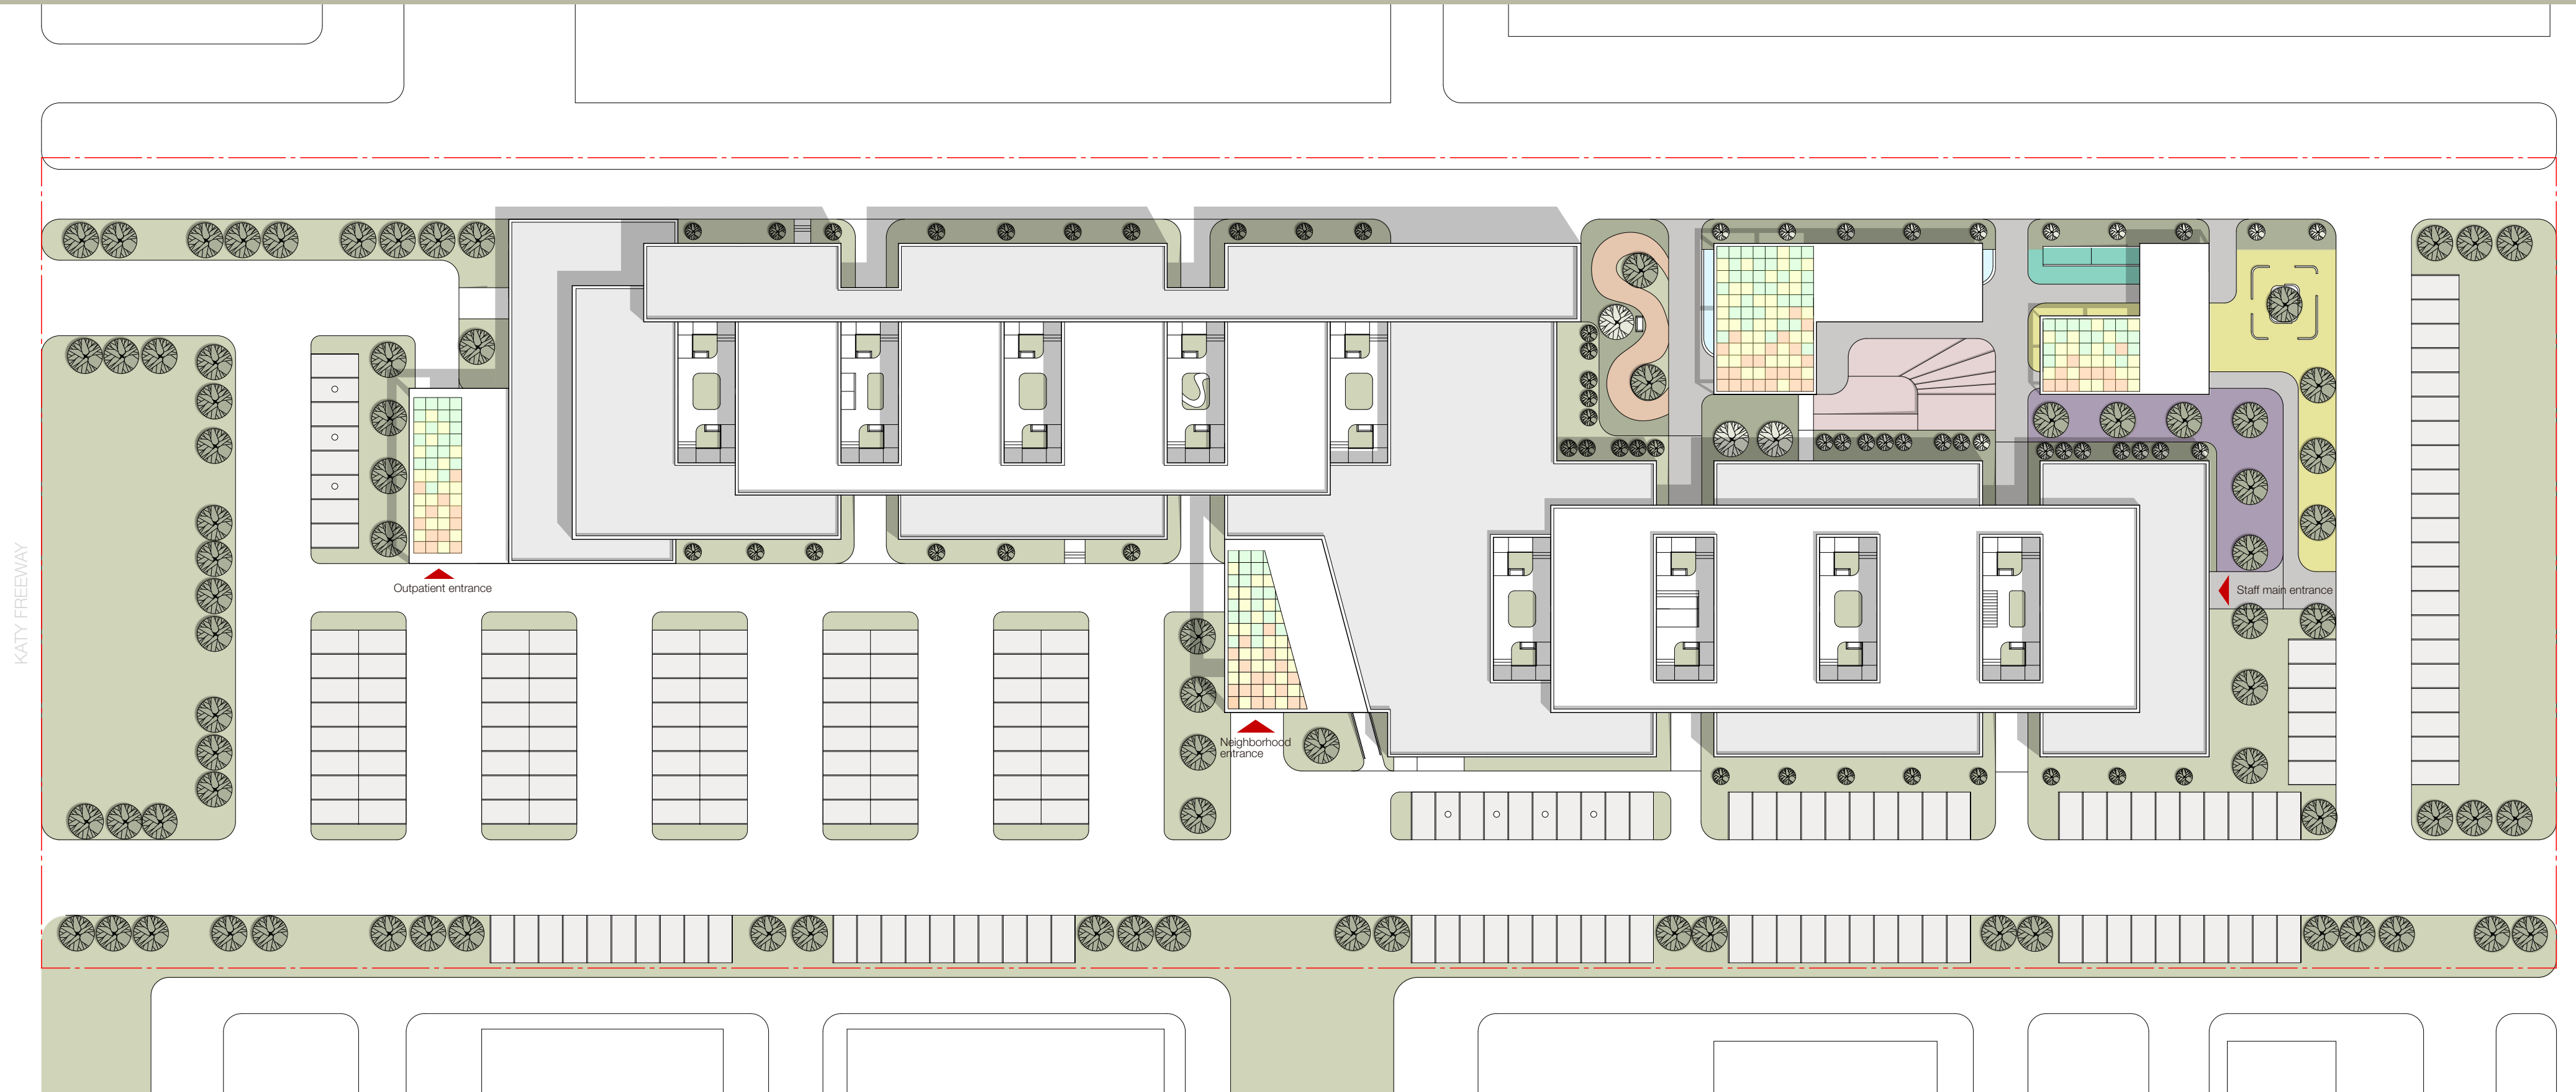 KATY FREEWAY
Outpatient entrance
Staff main entrance
Neighborhood
entrance